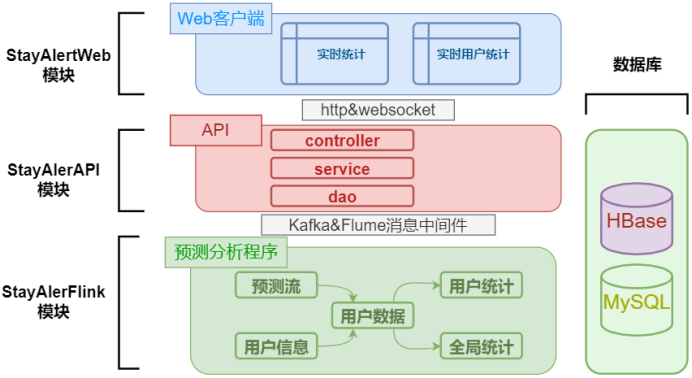 StayAlertWeb
模块
Web客户端
实时统计
实时用户统计
http&websocket
StayAlerAPI
模块
API
controller
service
dao
Kafka&Flume消息中间件
StayAlerFlink
模块
预测分析程序
预测流
用户信息
用户数据
用户统计
全局统计
数据库
HBase
MySQL